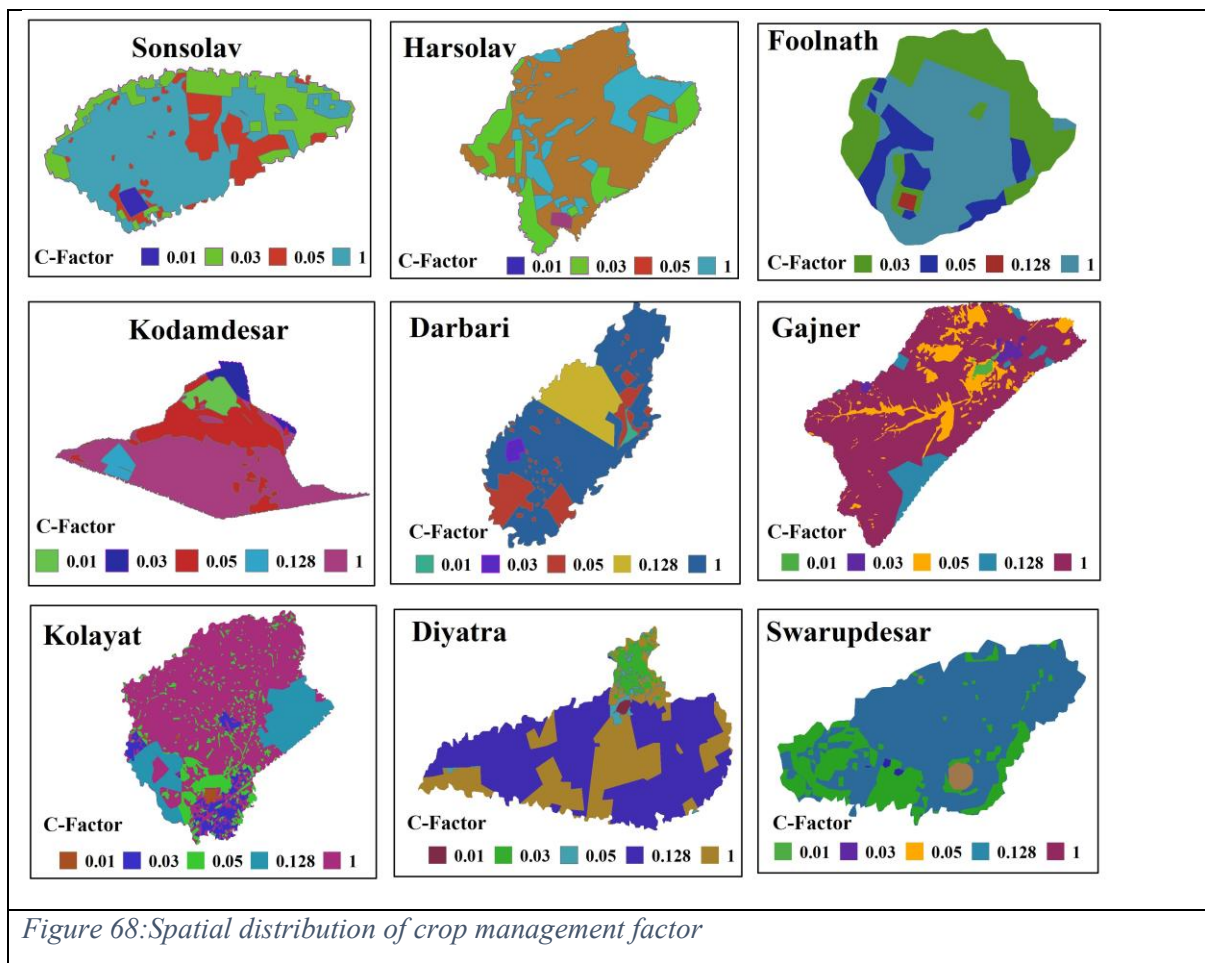 Sonsolav
C-Factor 0.01 0.03 0.05 1
Harsolav
C-Factor 0.01 0.03 0.05 1
Foolnath
C-Factor 0.03 0.05 0.128 1
Kodamdesar
C-Factor
0.01 0.03 0.05 0.128 1
Darbari
C-Factor
0.01 0.03 0.05 0.128 1
Gajner
C-Factor
0.01 0.03 0.05 0.128 1
Kolayat
C-Factor
0.01 0.03 0.05 0.128 1
Diyatra
C-Factor
0.01 0.03 0.05 0.128 1
Swarupdesar
C-Factor
0.01 0.03 0.05 0.128 1
Figure 68:Spatial distribution of crop management factor